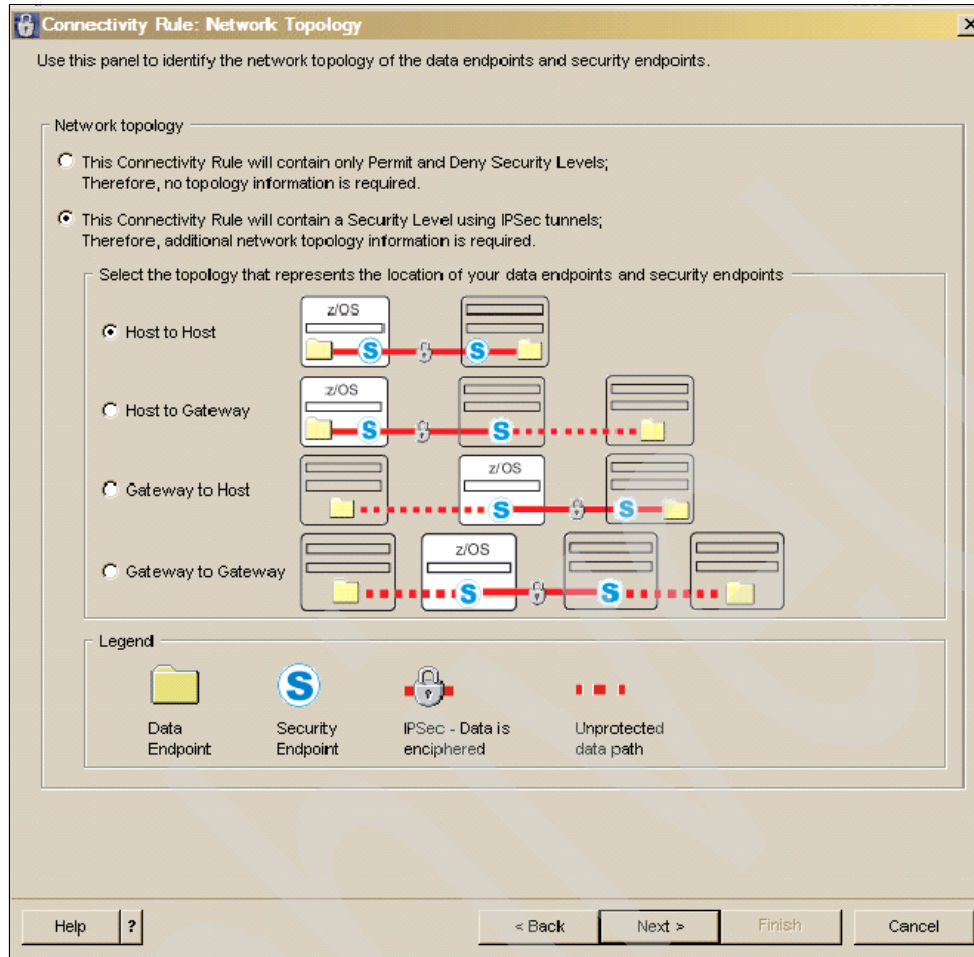 Connectivity Rule: Network Topology
Use this panel to identify the network topology of the data endpoints and security endpoints.
Network topology
This Connectivity Rule will contain only Permit and Deny Security Levels;
Therefore, no topology information is required.
This Connectivity Rule will contain a Security Level using IPSec tunnels;
Therefore, additional network topology information is required.
Select the topology that represents the location of your data endpoints and security endpoints
Host to Host
z/OS
S
S
Host to Gateway
z/OS
S
S
Gateway to Host
z/OS
S
S
Gateway to Gateway
z/OS
S
S
Legend
S
Data
Endpoint
Security
Endpoint
IPSec - Data is
enciphered
Unprotected
data path
Help
?
< Back
Next >
Finish
Cancel